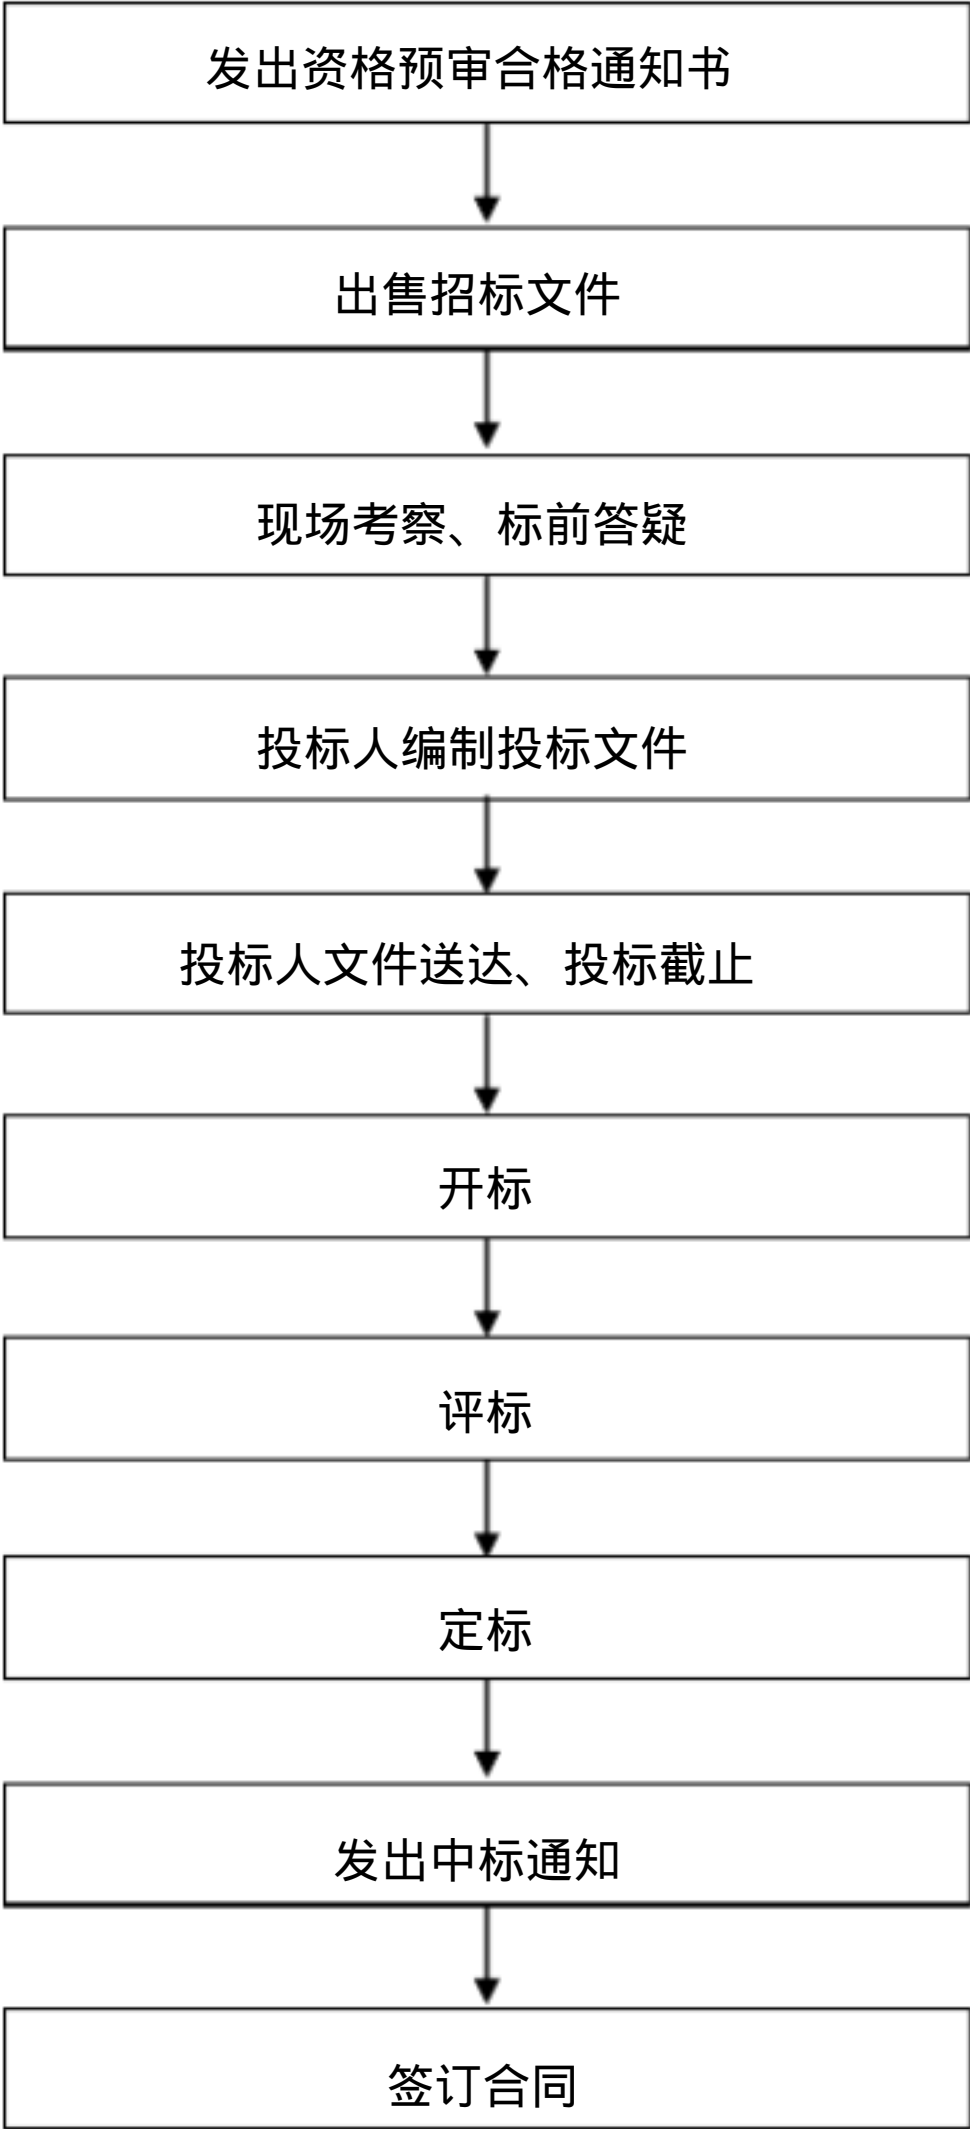 发出资格预审合格通知书
出售招标文件
现场考察、标前答疑
投标人编制投标文件
投标人文件送达、投标截止
开标
评标
定标
发出中标通知
签订合同